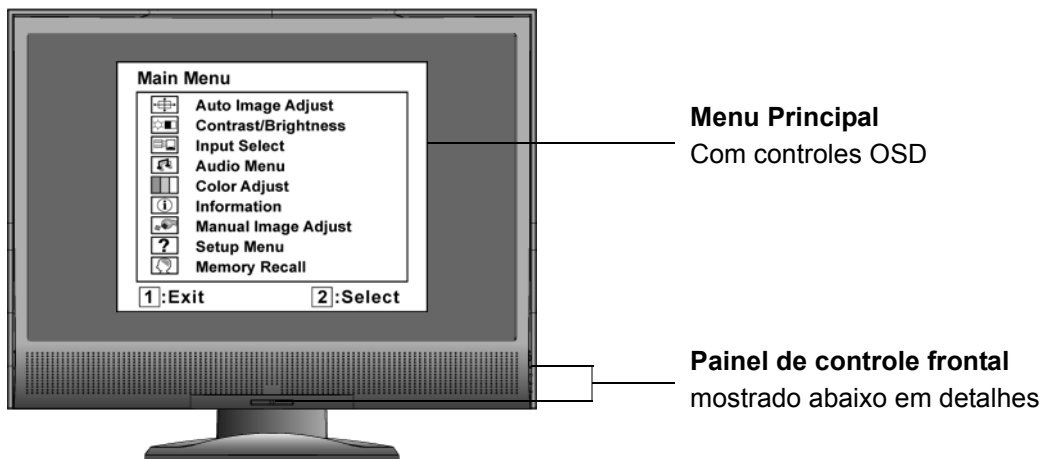 Main Menu
Auto Image Adjust
Contrast/Brightness
Input Select
Audio Menu
Color Adjust
Information
Manual Image Adjust
? Setup Menu
Memory Recall
1:Exit 2:Select
Menu Principal
Com controles OSD
Painel de controle frontal
mostrado abaixo em detalhes